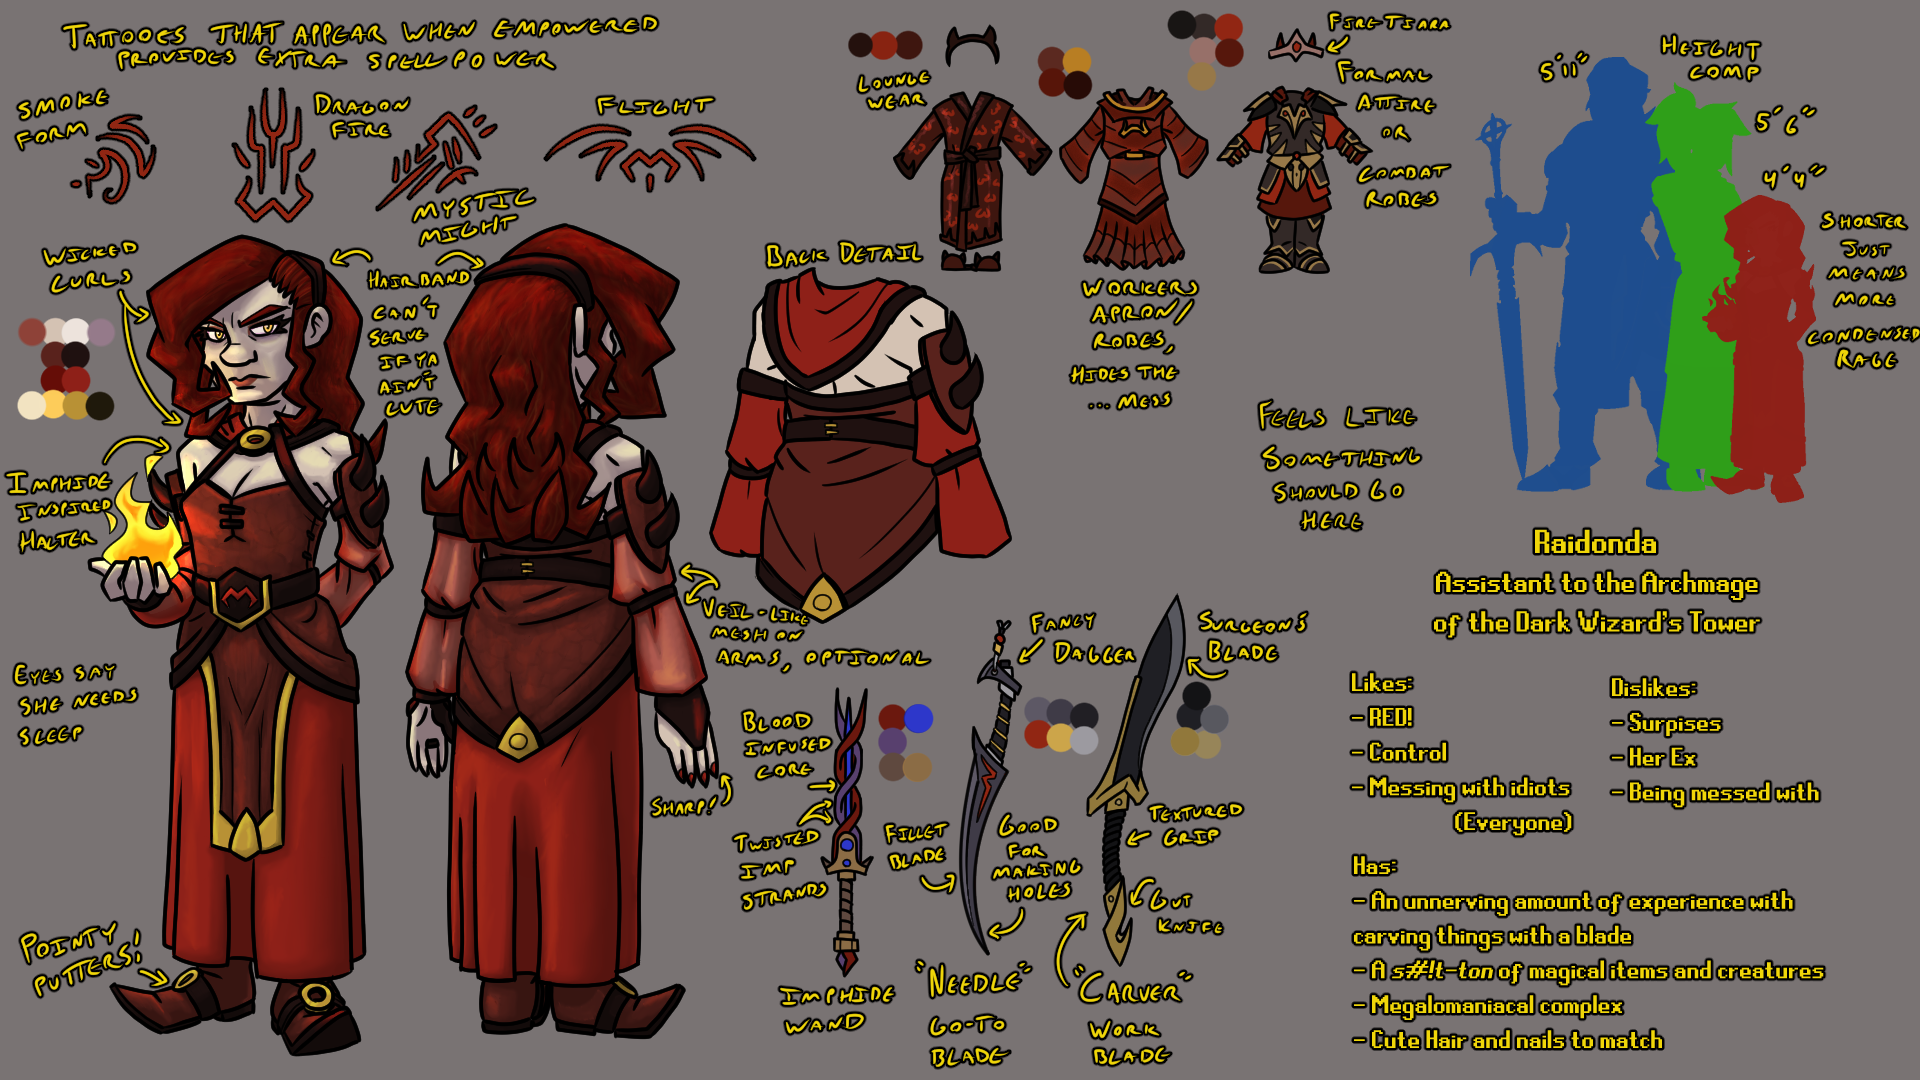 TATTOOES THAT APPEAR WHEN EMPOWERED
PROVIDES EXTRA SPELLPOWER
SMOKE
FORM
DRAGON
FIRE
MYSTIC
MIGHT
FLIGHT
WICKED
CURLS
HAIRBAND
CAN'T
SERVE
IF YA
AIN'T
CUTE
IMPHIDE
INSPIRED
HALTER
EYES SAY
SHE NEEDS
SLEEP
POINTY
PUTTERS!
BACK DETAIL
VEIL-LIKE
MESH ON
ARMS, OPTIONAL
SHARP!
LOUNGE
WEAR
WORKERS
APRON/
ROBES,
HIDES THE
... MESS
FIRE TIARA
FORMAL
ATTIRE
OR
COMBAT
ROBES
FEELS LIKE
SOMETHING
SHOULD GO
HERE
HEIGHT
COMP
5'11"
5'6"
4'4"
SHORTER
JUST
MEANS
MORE
CONDENSED
RAGE
BLOOD
INFUSED
CORE
TWISTED
IMP
STRANDS
IMPHIDE
WAND
FANCY
DAGGER
FILLET
BLADE
GOOD
FOR
MAKING
HOLES
"NEEDLE"
GO-TO
BLADE
SURGEON'S
BLADE
TEXTURED
GRIP
GUT
KNIFE
"CARVER"
WORK
BLADE
Raidonda
Assistant to the Archmage
of the Dark Wizard's Tower
Likes:
- RED!
- Control
- Messing with idiots
(Everyone)
Dislikes:
- Surpises
- Her Ex
- Being messed with
Has:
- An unnerving amount of experience with
carving things with a blade
- A s#!t-ton of magical items and creatures
- Megalomaniacal complex
- Cute Hair and nails to match